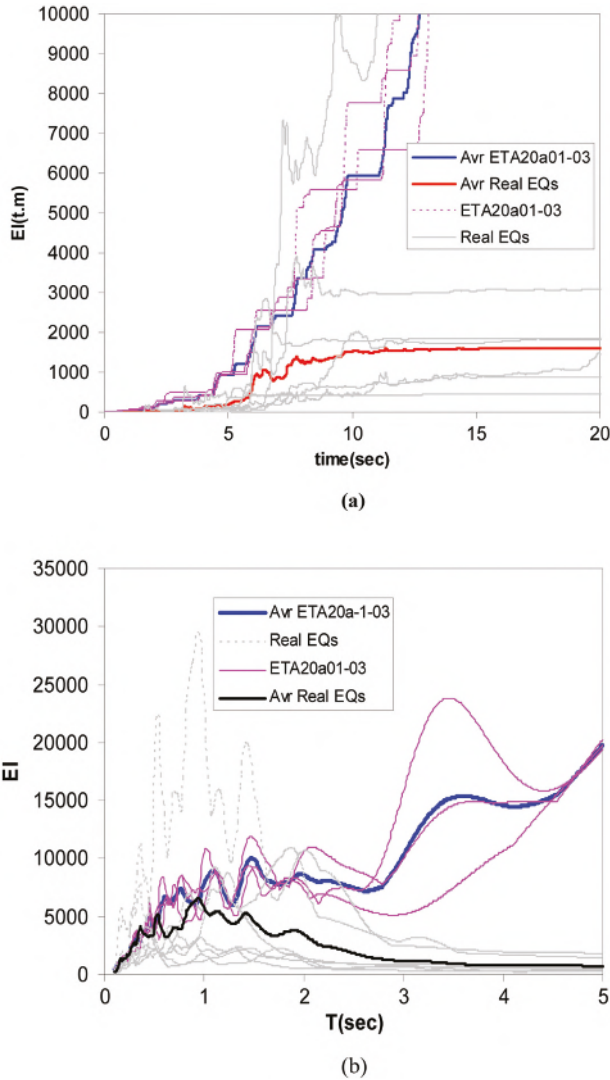 10000
9000
8000
7000
6000
5000
4000
3000
2000
1000
0
EI(t.m)
Avr ETA20a01-03
Avr Real EQs
ETA20a01-03
Real EQs
0 5 10 15 20
time(sec)
(a)
35000
30000
25000
20000
15000
10000
5000
0
EI
Avr ETA20a-1-03
Real EQs
ETA20a01-03
Avr Real EQs
0 1 2 3 4 5
T(sec)
(b)